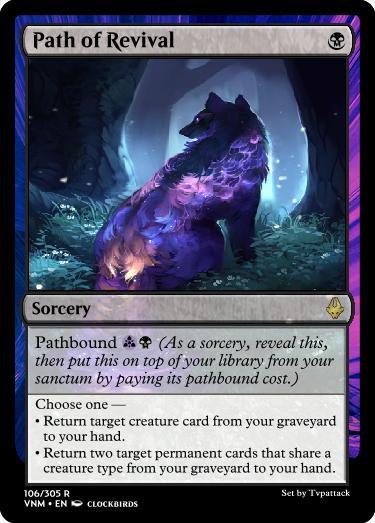 Path of Revival
Sorcery
Pathbound (As a sorcery, reveal this,
then put this on top of your library from your
sanctum by paying its pathbound cost.)
Choose one —
• Return target creature card from your graveyard
to your hand.
• Return two target permanent cards that share a
creature type from your graveyard to your hand.
106/305 R
VNM • EN CLOCKBIRDS
Set by Tvpattack